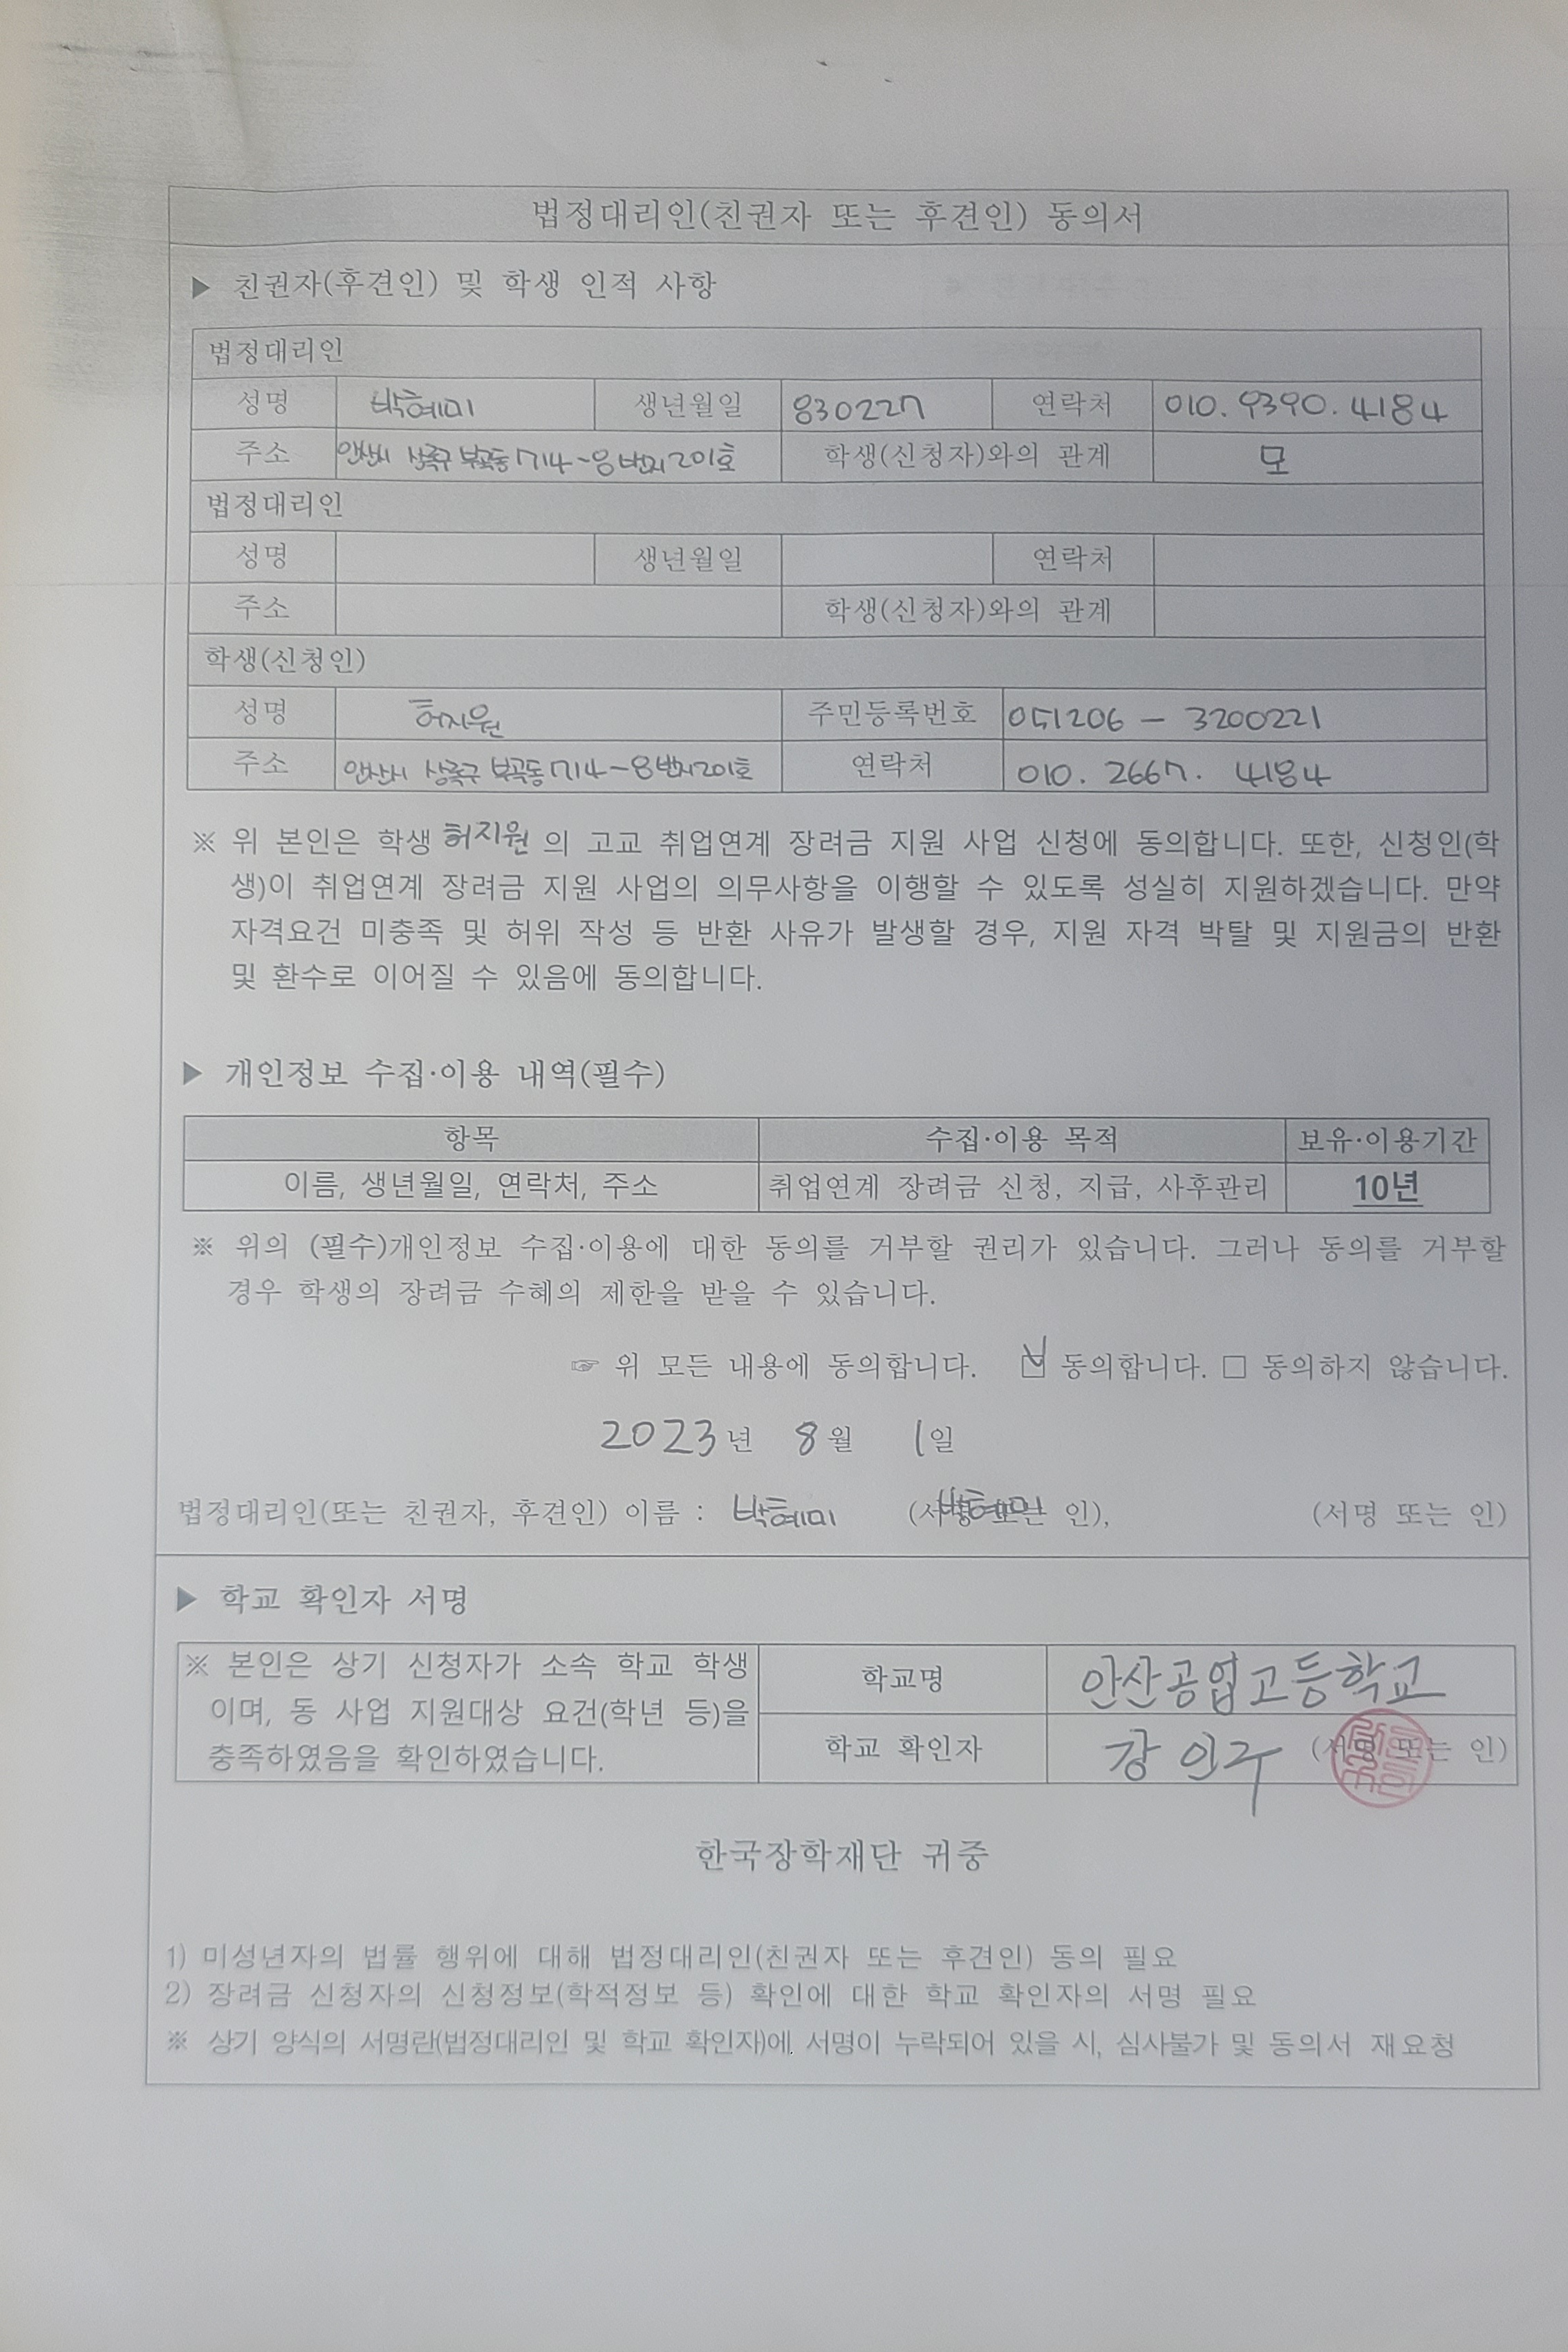 법정대리인(친권자 또는 후견인) 동의서
▶ 친권자(후견인) 및 학생 인적 사항
법정대리인
성명 박혜미 생년월일 830227 연락처 010. 9390. 4184
주소 안산시 상록구 부곡동 714-8번지 201호 학생(신청자)와의 관계 모
법정대리인
성명 생년월일 연락처
주소 학생(신청자)와의 관계
학생(신청인)
성명 허지원 주민등록번호 051206 - 3200221
주소 안산시 상록구 부곡동 714-8번지 201호 연락처 010. 2667. 4184
※ 위 본인은 학생 허지원 의 고교 취업연계 장려금 지원 사업 신청에 동의합니다. 또한, 신청인(학
생)이 취업연계 장려금 지원 사업의 의무사항을 이행할 수 있도록 성실히 지원하겠습니다. 만약
자격요건 미충족 및 허위 작성 등 반환 사유가 발생할 경우, 지원 자격 박탈 및 지원금의 반환
및 환수로 이어질 수 있음에 동의합니다.
▶ 개인정보 수집·이용 내역(필수)
항목 수집·이용 목적 보유·이용기간
이름, 생년월일, 연락처, 주소 취업연계 장려금 신청, 지급, 사후관리 10년
※ 위의 (필수)개인정보 수집·이용에 대한 동의를 거부할 권리가 있습니다. 그러나 동의를 거부할
경우 학생의 장려금 수혜의 제한을 받을 수 있습니다.
☞ 위 모든 내용에 동의합니다. ☑ 동의합니다. □ 동의하지 않습니다.
2023년 8월 1일
법정대리인(또는 친권자, 후견인) 이름 : 박혜미 (서명 또는 인), 박혜미 (서명 또는 인)
▶ 학교 확인자 서명
※ 본인은 상기 신청자가 소속 학교 학생
이며, 동 사업 지원대상 요건(학년 등)을
충족하였음을 확인하였습니다.
학교명 안산공업고등학교
학교 확인자 강인구 (서명 또는 인)
한국장학재단 귀중
1) 미성년자의 법률 행위에 대해 법정대리인(친권자 또는 후견인) 동의 필요
2) 장려금 신청자의 신청정보(학적정보 등) 확인에 대한 학교 확인자의 서명 필요
※ 상기 양식의 서명란(법정대리인 및 학교 확인자)에 서명이 누락되어 있을 시, 심사불가 및 동의서 재요청